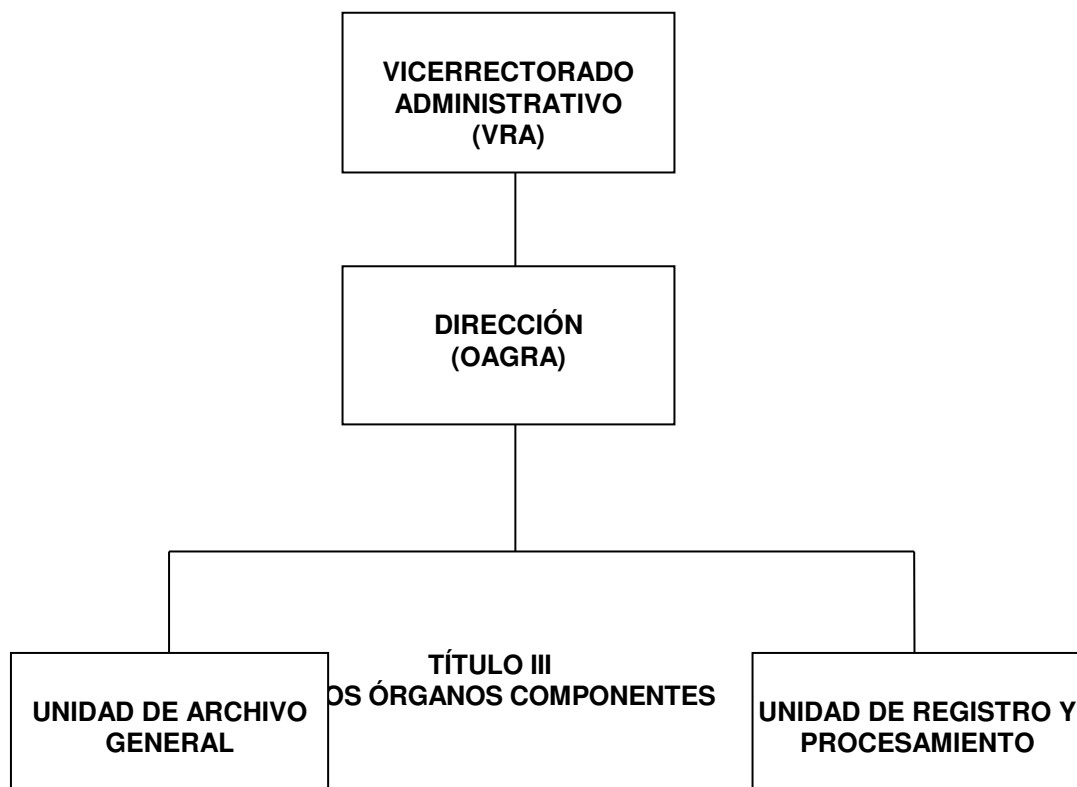 VICERRECTORADO
ADMINISTRATIVO
(VRA)
DIRECCIÓN
(OAGRA)
TÍTULO III
OS ÓRGANOS COMPONENTES
UNIDAD DE ARCHIVO
GENERAL
UNIDAD DE REGISTRO Y
PROCESAMIENTO